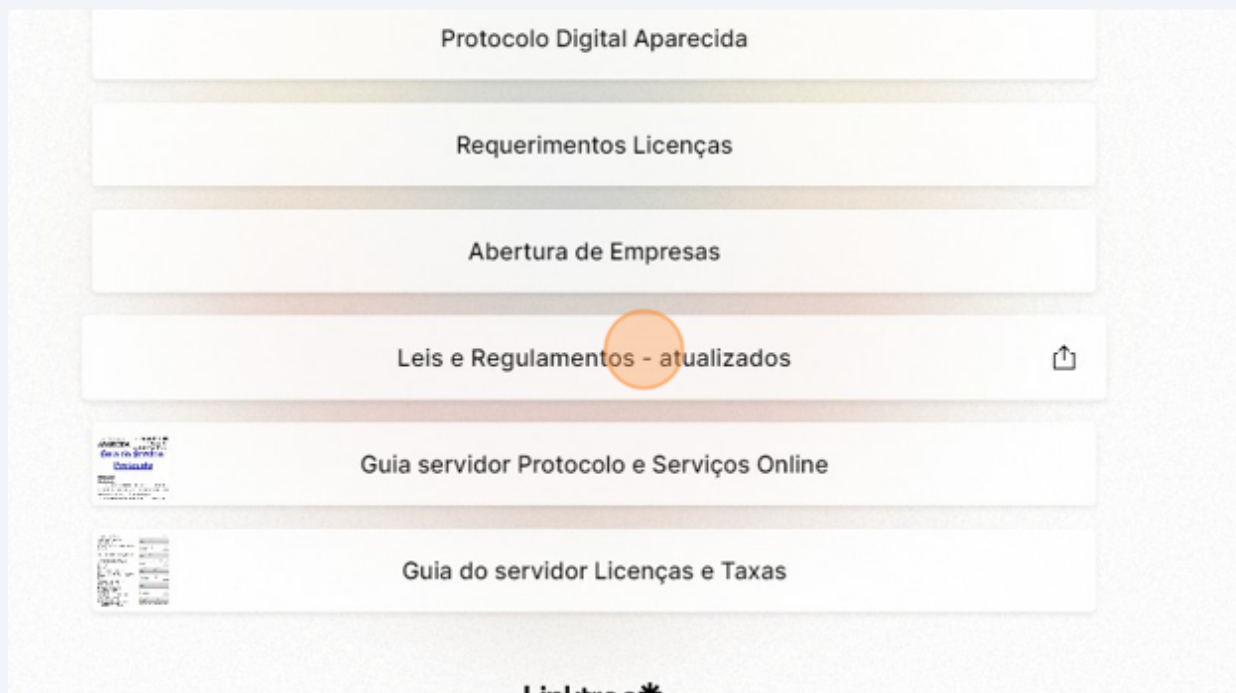 Protocolo Digital Aparecida
Requerimentos Licenças
Abertura de Empresas
Leis e Regulamentos - atualizados
Guia servidor Protocolo e Serviços Online
Guia do servidor Licenças e Taxas
Linktree